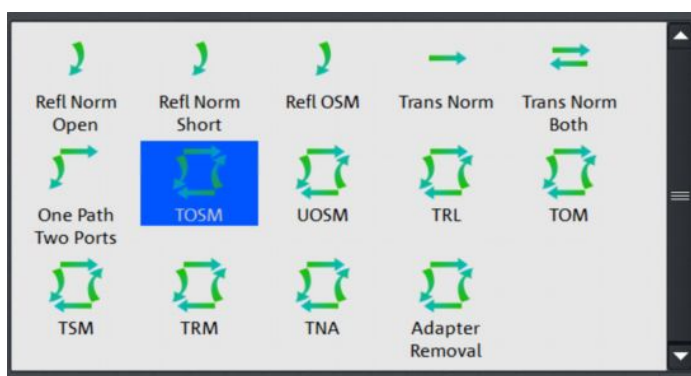 Refl Norm Open
Refl Norm Short
Refl OSM
Trans Norm
Trans Norm Both
One Path Two Ports
TOSM
UOSM
TRL
TOM
TSM
TRM
TNA
Adapter Removal